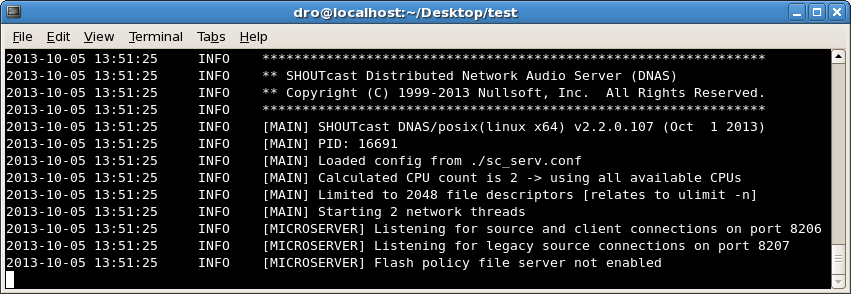 dro@localhost:~/Desktop/test
File Edit View Terminal Tabs Help
2013-10-05 13:51:25 INFO ***************************************************************
2013-10-05 13:51:25 INFO ** SHOUTcast Distributed Network Audio Server (DNAS)
2013-10-05 13:51:25 INFO ** Copyright (C) 1999-2013 Nullsoft, Inc.  All Rights Reserved.
2013-10-05 13:51:25 INFO ***************************************************************
2013-10-05 13:51:25 INFO [MAIN] SHOUTcast DNAS/posix(linux x64) v2.2.0.107 (Oct  1 2013)
2013-10-05 13:51:25 INFO [MAIN] PID: 16691
2013-10-05 13:51:25 INFO [MAIN] Loaded config from ./sc_serv.conf
2013-10-05 13:51:25 INFO [MAIN] Calculated CPU count is 2 -> using all available CPUs
2013-10-05 13:51:25 INFO [MAIN] Limited to 2048 file descriptors [relates to ulimit -n]
2013-10-05 13:51:25 INFO [MAIN] Starting 2 network threads
2013-10-05 13:51:25 INFO [MICROSERVER] Listening for source and client connections on port 8206
2013-10-05 13:51:25 INFO [MICROSERVER] Listening for legacy source connections on port 8207
2013-10-05 13:51:25 INFO [MICROSERVER] Flash policy file server not enabled